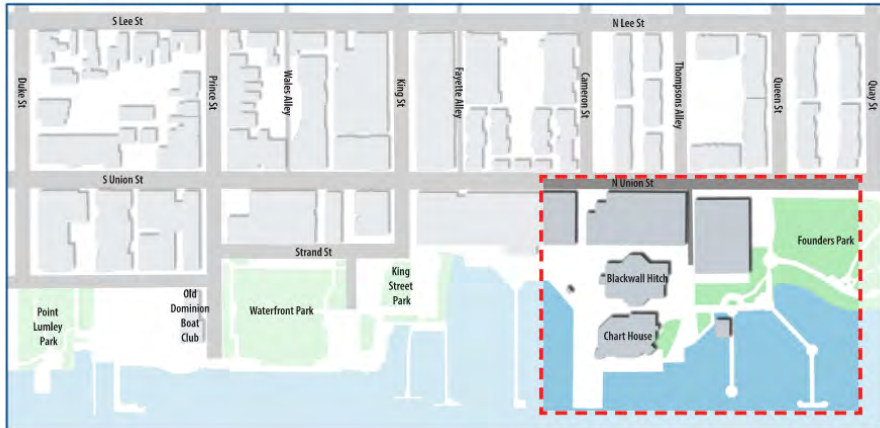 S Lee St
N Lee St
Duke St
Prince St
Wales Alley
King St
Fayette Alley
Cameron St
Thompsons Alley
Queen St
Quay St
S Union St
N Union St
Strand St
Founders Park
King
Street
Park
Blackwall Hitch
Old
Dominion
Boat
Club
Point
Lumley
Park
Waterfront Park
Chart House